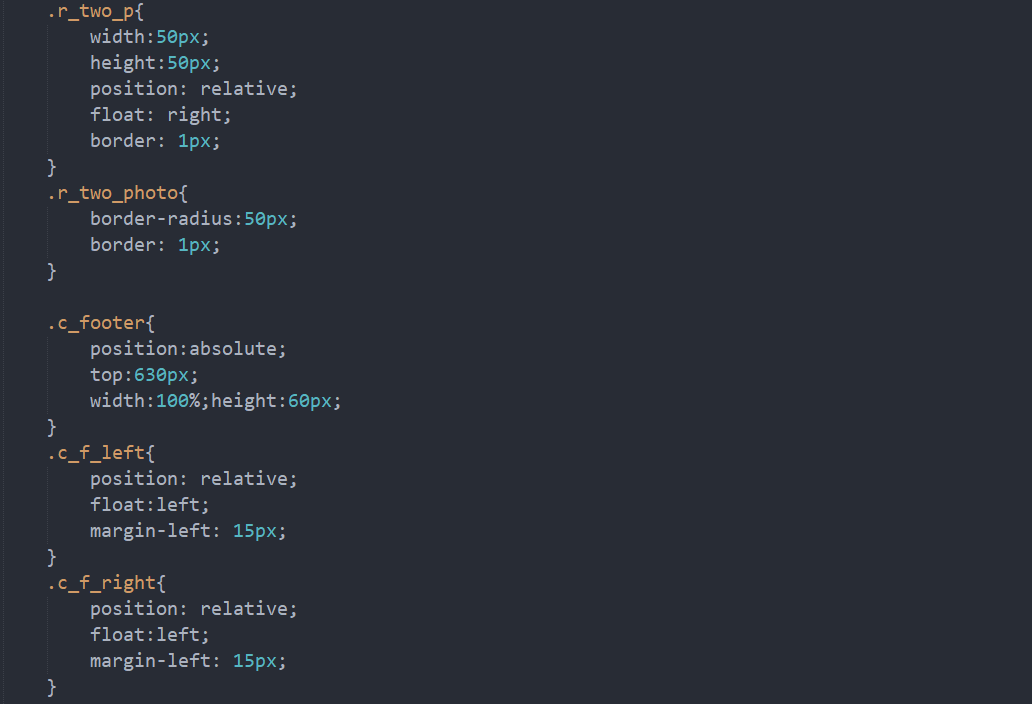 .r_two_p{
    width:50px;
    height:50px;
    position: relative;
    float: right;
    border: 1px;
}
.r_two_photo{
    border-radius:50px;
    border: 1px;
}

.c_footer{
    position:absolute;
    top:630px;
    width:100%;height:60px;
}
.c_f_left{
    position: relative;
    float:left;
    margin-left: 15px;
}
.c_f_right{
    position: relative;
    float:left;
    margin-left: 15px;
}